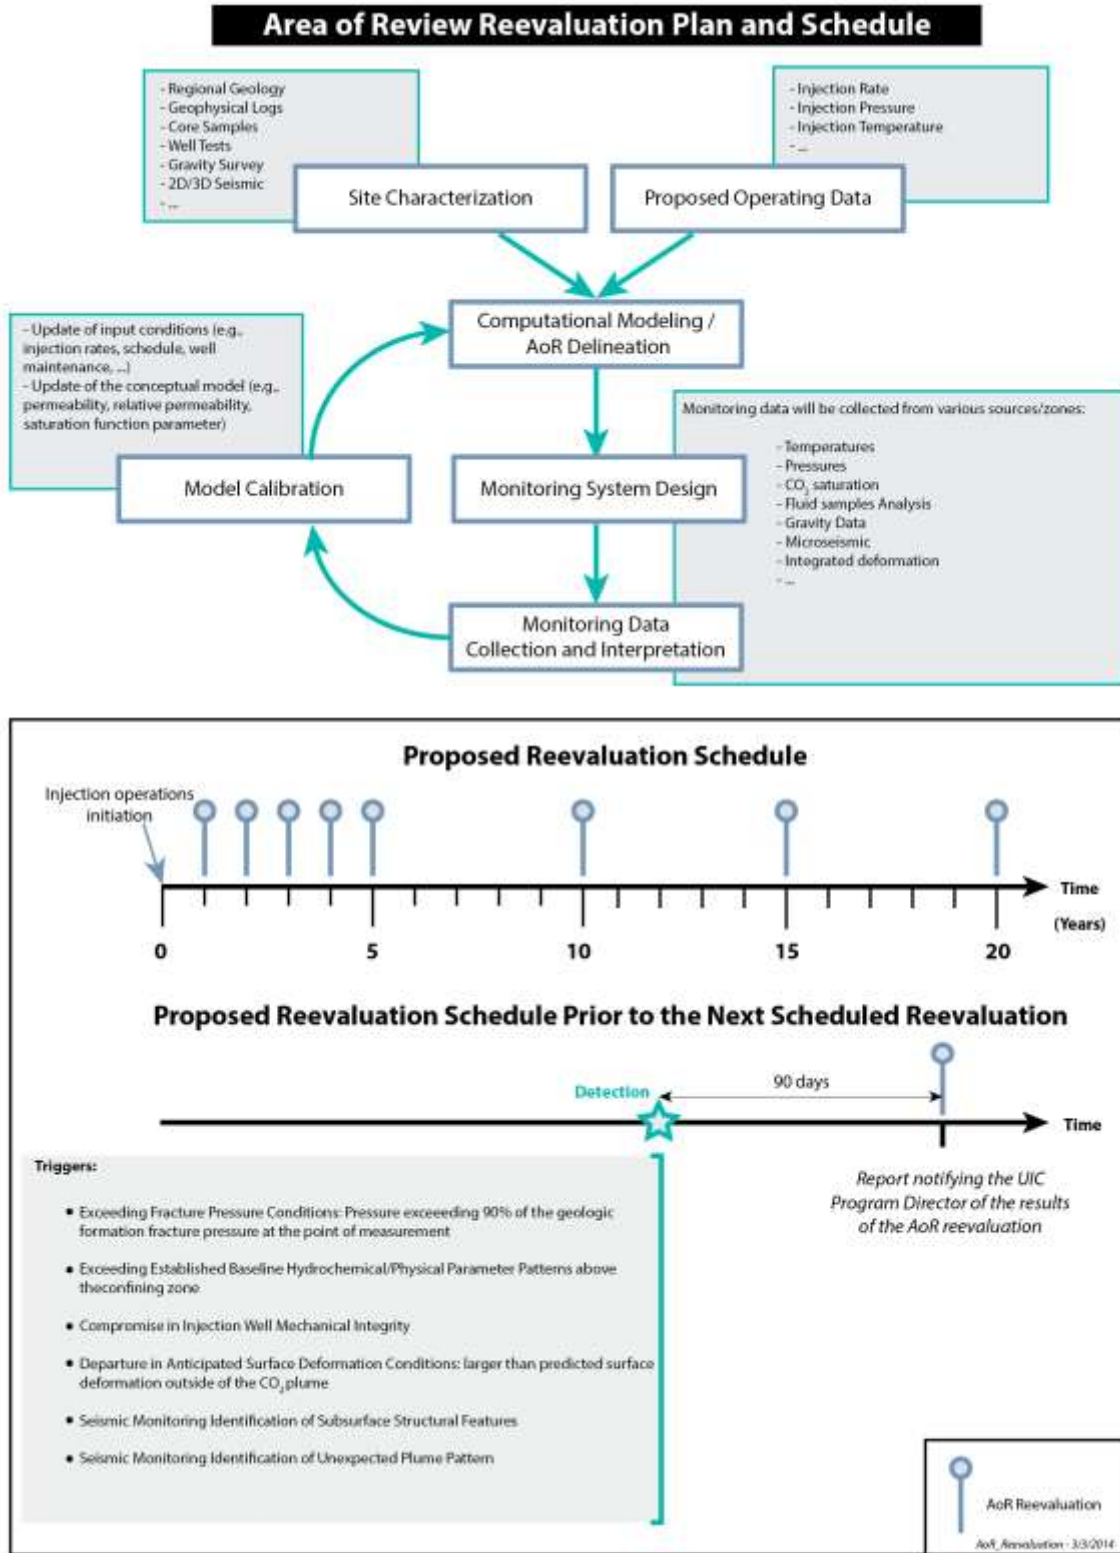 Area of Review Reevaluation Plan and Schedule
- Regional Geology
- Geophysical Logs
- Core Samples
- Well Tests
- Gravity Survey
- 2D/3D Seismic
- ...
Site Characterization
- Injection Rate
- Injection Pressure
- Injection Temperature
- ...
Proposed Operating Data
Computational Modeling /
AoR Delineation
- Update of input conditions (e.g.,
injection rates, schedule, well
maintenance, ...)
- Update of the conceptual model (e.g.,
permeability, relative permeability,
saturation function parameter)
Model Calibration
Monitoring System Design
Monitoring data will be collected from various sources/zones:
- Temperatures
- Pressures
- CO₂ saturation
- Fluid samples Analysis
- Gravity Data
- Microseismic
- Integrated deformation
- ...
Monitoring Data
Collection and Interpretation
Proposed Reevaluation Schedule
Injection operations
initiation
Time
(Years)
0 5 10 15 20
Proposed Reevaluation Schedule Prior to the Next Scheduled Reevaluation
Detection
90 days
Time
Report notifying the UIC
Program Director of the results
of the AoR reevaluation
Triggers:
• Exceeding Fracture Pressure Conditions: Pressure exceeeding 90% of the geologic
formation fracture pressure at the point of measurement
• Exceeding Established Baseline Hydrochemical/Physical Parameter Patterns above
theconfining zone
• Compromise in Injection Well Mechanical Integrity
• Departure in Anticipated Surface Deformation Conditions: larger than predicted surface
deformation outside of the CO₂ plume
• Seismic Monitoring Identification of Subsurface Structural Features
• Seismic Monitoring Identification of Unexpected Plume Pattern
AoR Reevaluation
AoR_Reevaluation - 3/3/2014